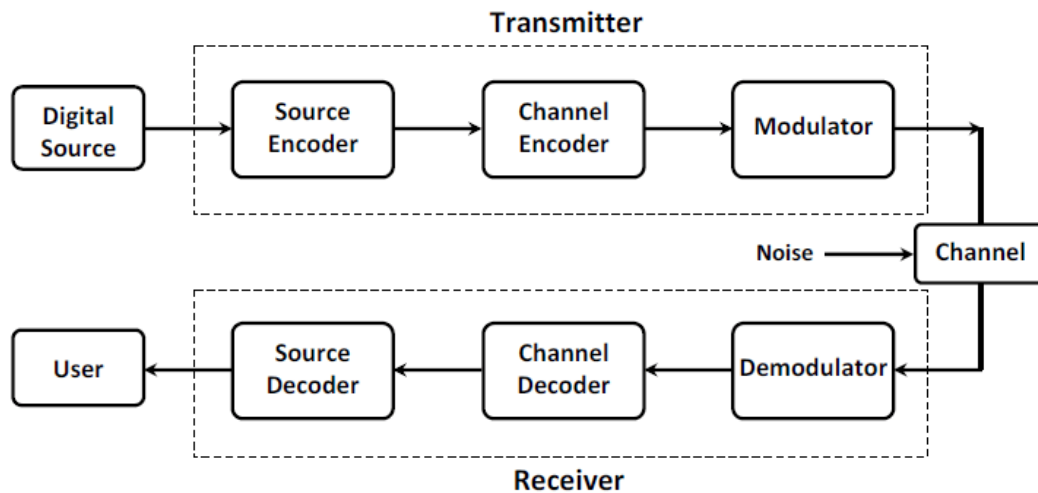 Transmitter
Digital
Source
Source
Encoder
Channel
Encoder
Modulator
Noise
Channel
User
Source
Decoder
Channel
Decoder
Demodulator
Receiver